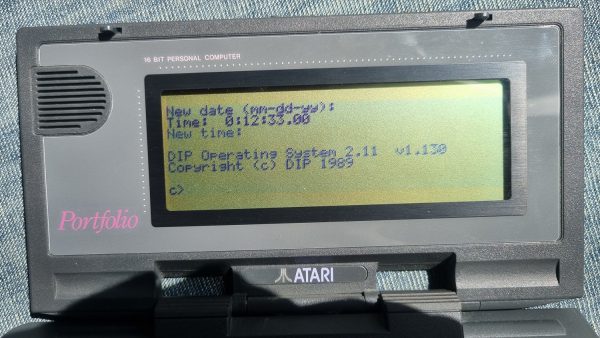 16 BIT PERSONAL COMPUTER
New date (mm-dd-yy):
Time:  0:12:33.00
New time:
DIP Operating System 2.11  v1.130
Copyright (c) DIP 1989
c>
Portfolio
ATARI